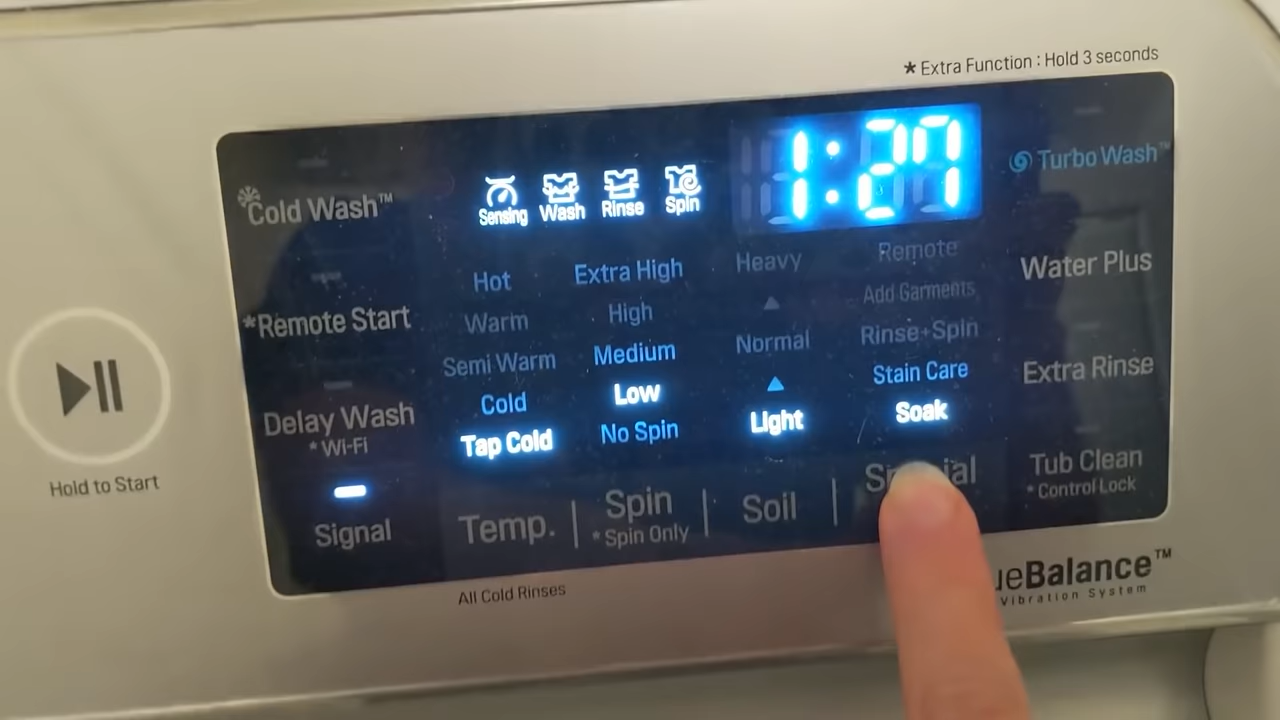 * Extra Function : Hold 3 seconds
Cold Wash™
*Remote Start
Delay Wash
* Wi-Fi
Signal
Hold to Start
Sensing Wash Rinse Spin
1:27
Hot
Warm
Semi Warm
Cold
Tap Cold
Temp.
Extra High
High
Medium
Low
No Spin
Spin
* Spin Only
Heavy
Normal
Light
Soil
Remote
Add Garments
Rinse+Spin
Stain Care
Soak
Turbo Wash™
Water Plus
Extra Rinse
Tub Clean
* Control Lock
All Cold Rinses
ueBalance™
Vibration System